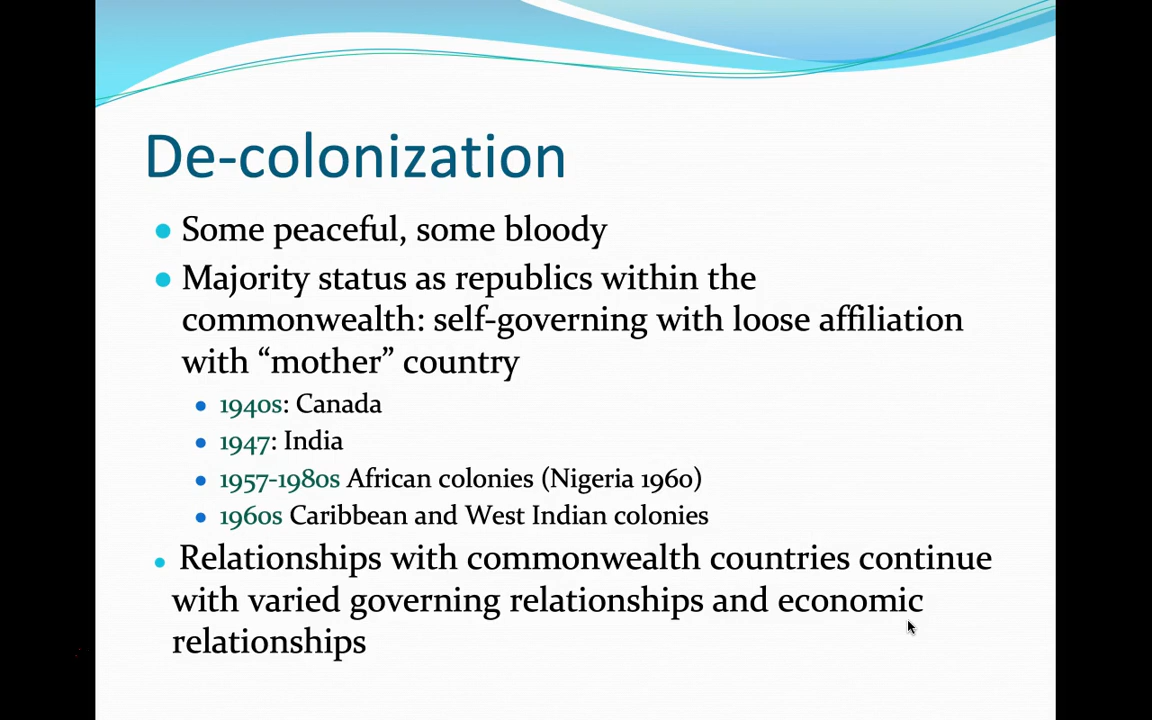 De-colonization
Some peaceful, some bloody
Majority status as republics within the
commonwealth: self-governing with loose affiliation
with “mother” country
1940s: Canada
1947: India
1957-1980s African colonies (Nigeria 1960)
1960s Caribbean and West Indian colonies
Relationships with commonwealth countries continue
with varied governing relationships and economic
relationships